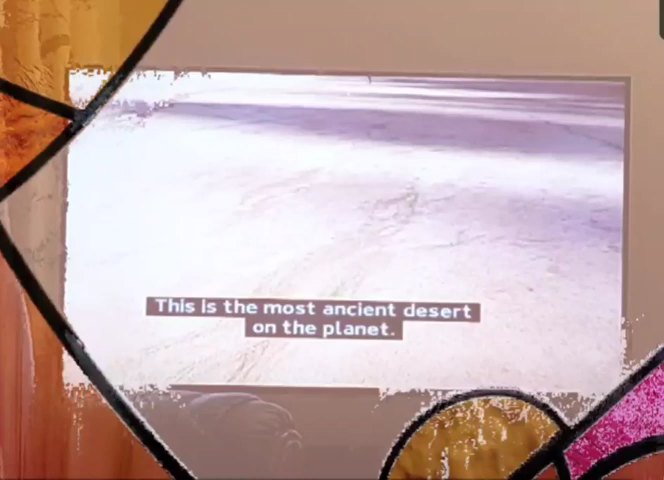 This is the most ancient desert
on the planet.